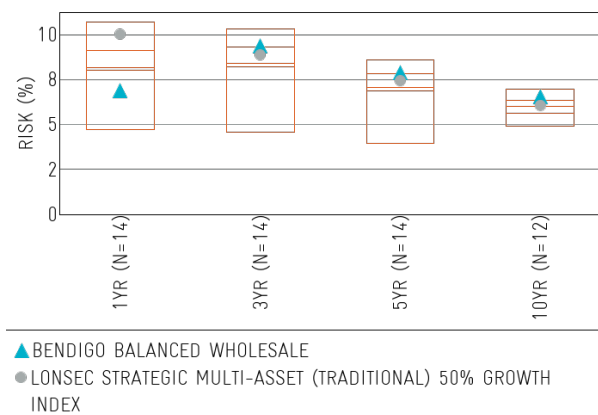 10
8
5
2
0
RISK (%)
1YR (N=14)
3YR (N=14)
5YR (N=14)
10YR (N=12)
BENDIGO BALANCED WHOLESALE
LONSEC STRATEGIC MULTI-ASSET (TRADITIONAL) 50% GROWTH
INDEX